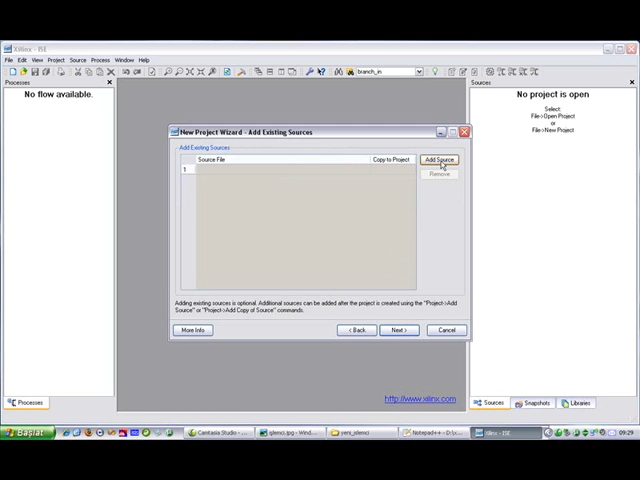 Xilinx - ISE
File Edit View Project Source Process Window Help
branch_in
No flow available.
Processes
New Project Wizard - Add Existing Sources
Add Existing Sources
Source File Copy to Project
1
Add Source
Remove
Adding existing sources is optional. Additional sources can be added after the project is created using the "Project->Add
Source" or "Project->Add Copy of Source" commands.
More Info < Back Next > Cancel
http://www.xilinx.com
Sources
No project is open
Select:
File->Open Project
or
File->New Project
Sources Snapshots Libraries
Başlat Camtasia Studio - ... işlemci.jpg - Wind... yeni_islemci Notepad++ - D:\x... Xilinx - ISE 09:29